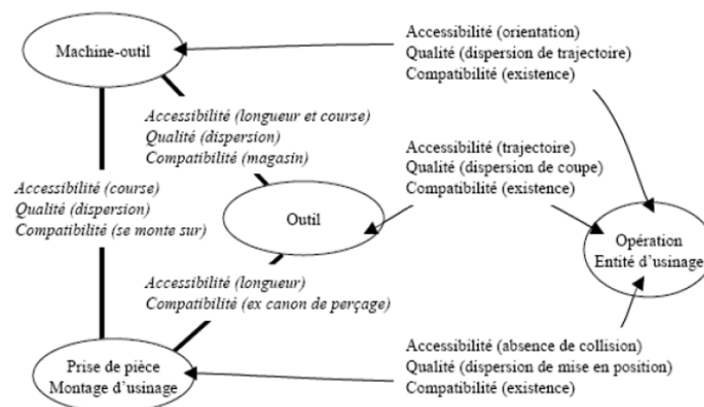 Machine-outil
Accessibilité (orientation)
Qualité (dispersion de trajectoire)
Compatibilité (existence)
Accessibilité (longueur et course)
Qualité (dispersion)
Compatibilité (magasin)
Accessibilité (trajectoire)
Qualité (dispersion de coupe)
Compatibilité (existence)
Accessibilité (course)
Qualité (dispersion)
Compatibilité (se monte sur)
Outil
Opération
Entité d'usinage
Accessibilité (longueur)
Compatibilité (ex canon de perçage)
Prise de pièce
Montage d'usinage
Accessibilité (absence de collision)
Qualité (dispersion de mise en position)
Compatibilité (existence)